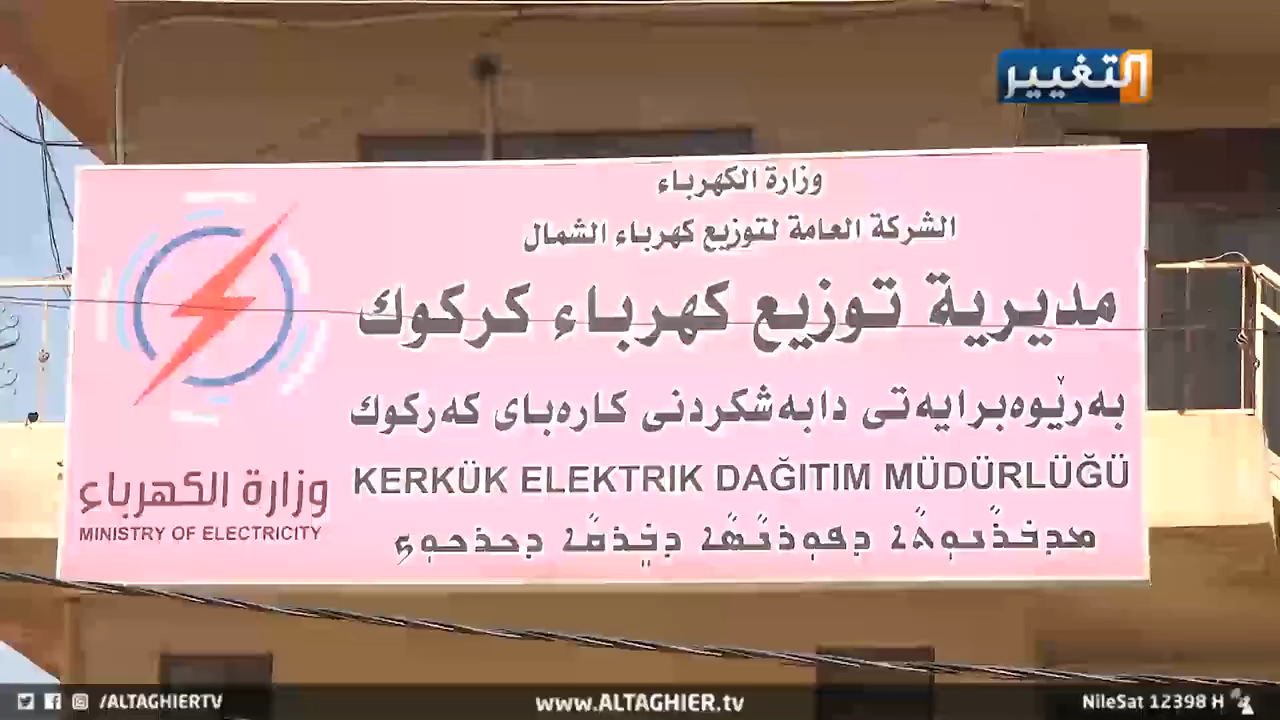 التغيير
وزارة الكهرباء
الشركة العامة لتوزيع كهرباء الشمال
مديرية توزيع كهرباء كركوك
بەڕێوەبرایەتی دابەشکردنی کارەبای کەرکوك
KERKÜK ELEKTRIK DAĞITIM MÜDÜRLÜĞÜ
وزارة الكهرباء
MINISTRY OF ELECTRICITY
/ALTAGHIERTV
www.ALTAGHIER.tv
NileSat 12398 H